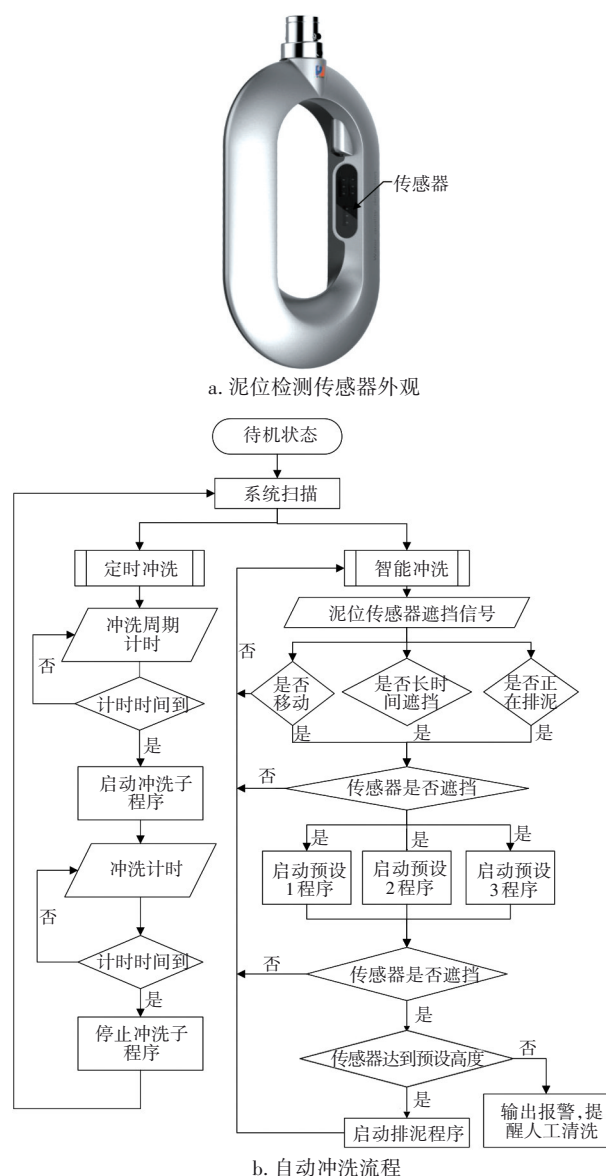 传感器
a. 泥位检测传感器外观
待机状态
系统扫描
定时冲洗
冲洗周期
计时
否
计时时间到
是
启动冲洗子
程序
冲洗计时
否
计时时间到
是
停止冲洗子
程序
智能冲洗
泥位传感器遮挡信号
否
是否
移动
是否长时
间遮挡
是否正
在排泥
是
是
是
否
传感器是否遮挡
是
是
是
启动预设
1程序
启动预设
2程序
启动预设
3程序
否
传感器是否遮挡
是
传感器达到预设高度
否
是
启动排泥程序
输出报警,提
醒人工清洗
b. 自动冲洗流程